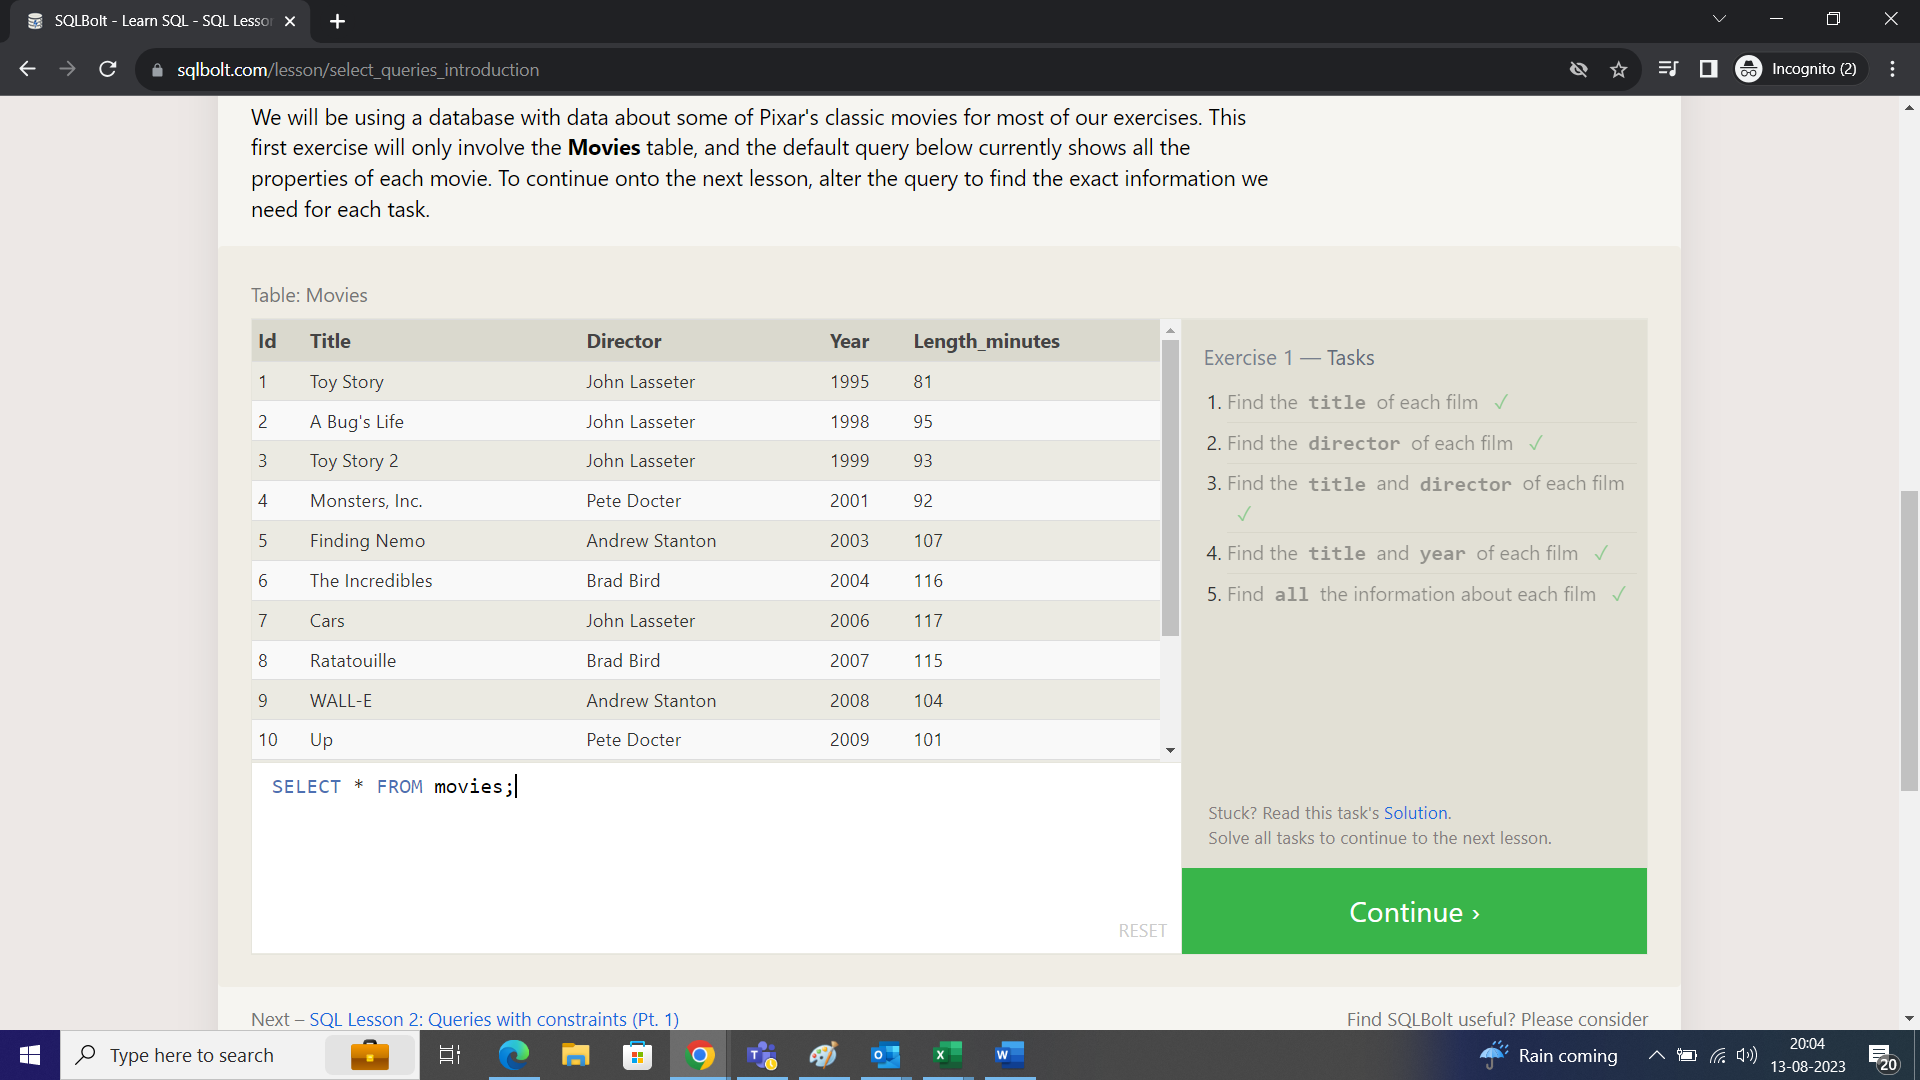 SQLBolt - Learn SQL - SQL Lesson
sqlbolt.com/lesson/select_queries_introduction
Incognito (2)
We will be using a database with data about some of Pixar's classic movies for most of our exercises. This
first exercise will only involve the Movies table, and the default query below currently shows all the
properties of each movie. To continue onto the next lesson, alter the query to find the exact information we
need for each task.
Table: Movies
Id Title Director Year Length_minutes
1 Toy Story John Lasseter 1995 81
2 A Bug's Life John Lasseter 1998 95
3 Toy Story 2 John Lasseter 1999 93
4 Monsters, Inc. Pete Docter 2001 92
5 Finding Nemo Andrew Stanton 2003 107
6 The Incredibles Brad Bird 2004 116
7 Cars John Lasseter 2006 117
8 Ratatouille Brad Bird 2007 115
9 WALL-E Andrew Stanton 2008 104
10 Up Pete Docter 2009 101
SELECT * FROM movies;
RESET
Exercise 1 — Tasks
1. Find the title of each film ✓
2. Find the director of each film ✓
3. Find the title and director of each film
✓
4. Find the title and year of each film ✓
5. Find all the information about each film ✓
Stuck? Read this task's Solution.
Solve all tasks to continue to the next lesson.
Continue ›
Next – SQL Lesson 2: Queries with constraints (Pt. 1)
Find SQLBolt useful? Please consider
Type here to search
Rain coming
20:04
13-08-2023
20